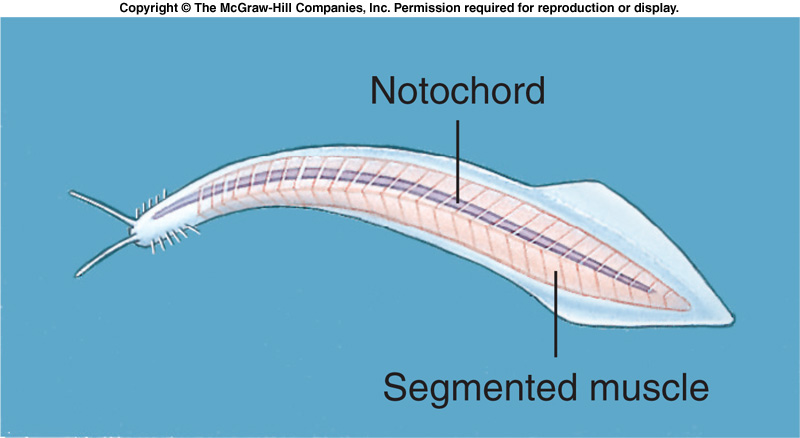 Copyright © The McGraw-Hill Companies, Inc. Permission required for reproduction or display.
Notochord
Segmented muscle